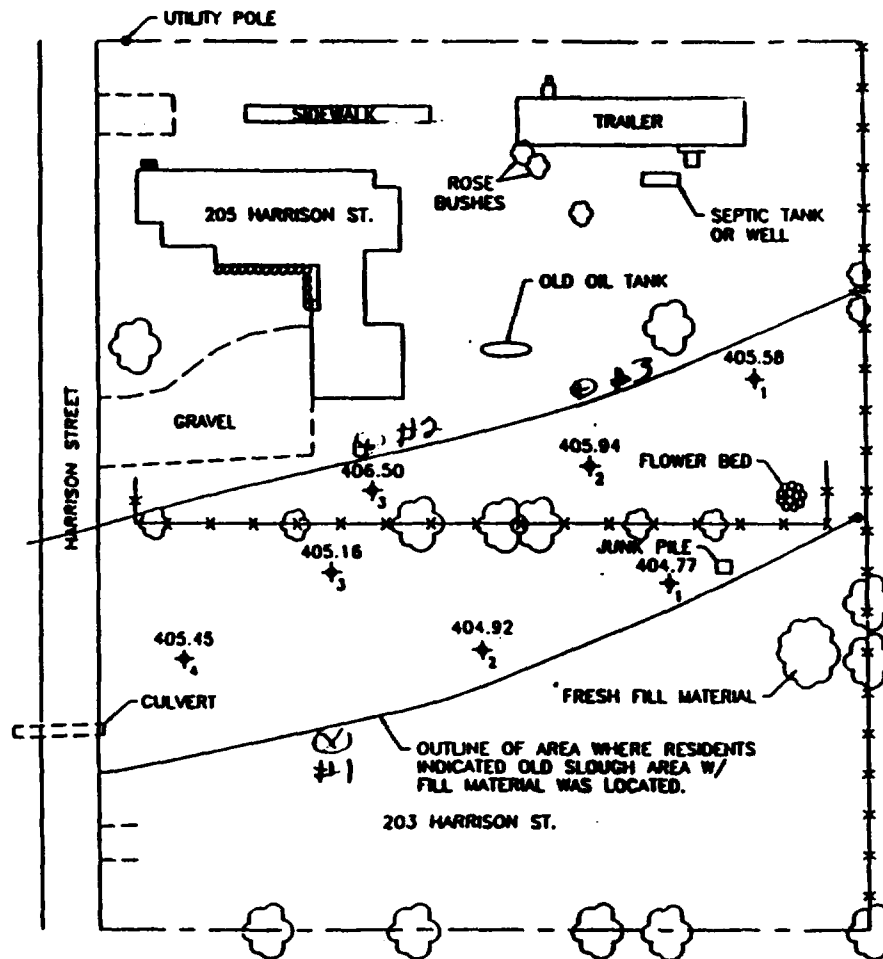 UTILITY POLE
SIDEWALK
TRAILER
ROSE
BUSHES
205 HARRISON ST.
SEPTIC TANK
OR WELL
OLD OIL TANK
405.58
1
HARRISON STREET
GRAVEL
#2
#3
406.50
3
405.94
2
FLOWER BED
JUNK PILE
405.16
3
404.77
1
405.45
4
404.92
2
CULVERT
FRESH FILL MATERIAL
#1
OUTLINE OF AREA WHERE RESIDENTS
INDICATED OLD SLOUGH AREA W/
FILL MATERIAL WAS LOCATED.
203 HARRISON ST.